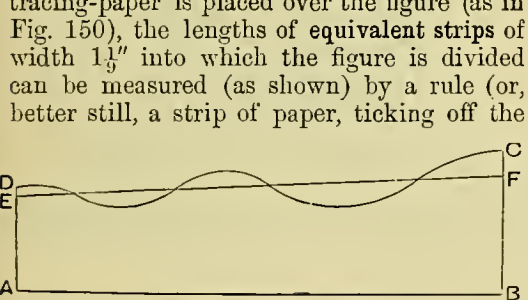 tracing-paper is placed over the figure (as in
Fig. 150), the lengths of equivalent strips of
width 1 1/9" into which the figure is divided
can be measured (as shown) by a rule (or,
better still, a strip of paper, ticking off the
C
D
F
E
A
B